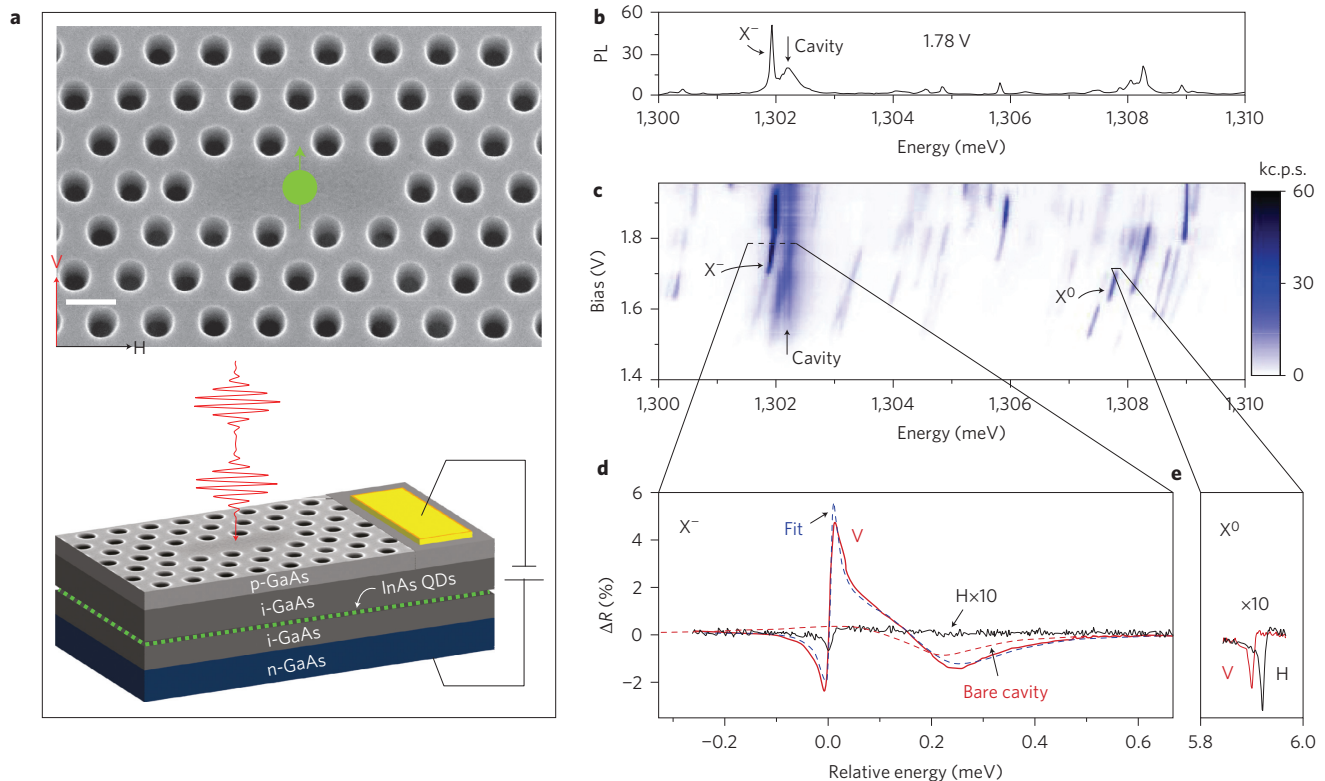 a
V
H
p-GaAs
i-GaAs
InAs QDs
i-GaAs
n-GaAs
b
60
30
0
PL
X⁻
Cavity
1.78 V
1,300
1,302
1,304
1,306
1,308
1,310
Energy (meV)
c
kc.p.s.
60
30
0
1.8
1.6
1.4
Bias (V)
X⁻
Cavity
X⁰
1,300
1,302
1,304
1,306
1,308
1,310
Energy (meV)
d
6
4
2
0
−2
ΔR (%)
X⁻
Fit
V
H×10
Bare cavity
−0.2
0.0
0.2
0.4
0.6
Relative energy (meV)
e
X⁰
×10
V
H
5.8
6.0